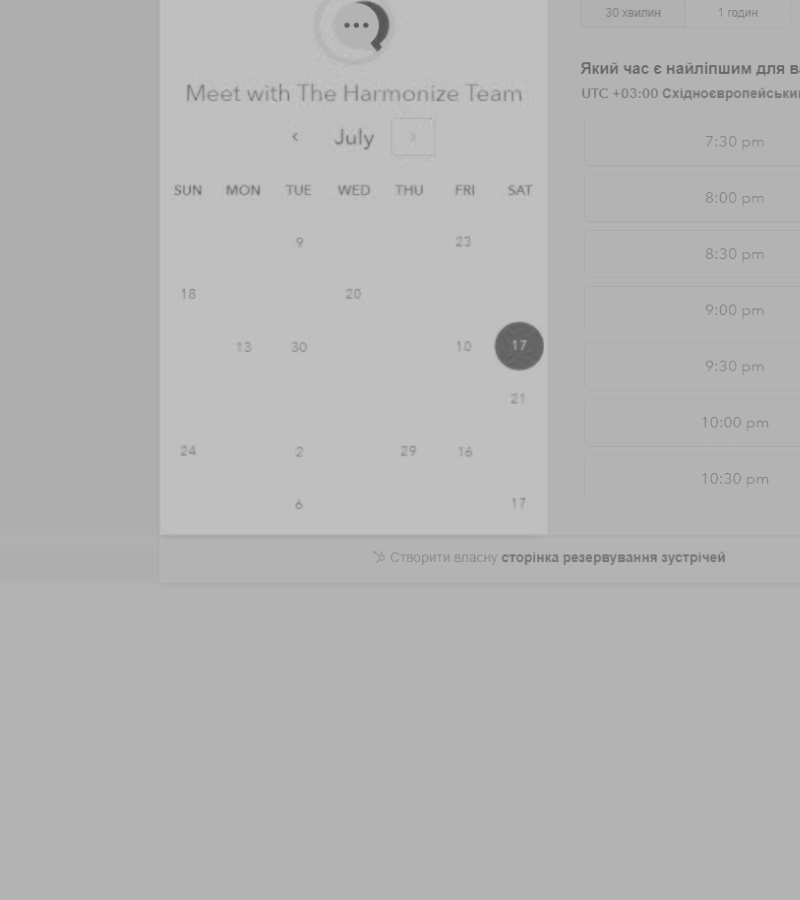 Meet with The Harmonize Team
July
SUN MON TUE WED THU FRI SAT
9 23
18 20
13 30 10 17
21
24 2 29 16
6 17
30 хвилин 1 годин
Який час є найліпшим для в
UTC +03:00 Східноєвропейськи
7:30 pm
8:00 pm
8:30 pm
9:00 pm
9:30 pm
10:00 pm
10:30 pm
Створити власну сторінка резервування зустрічей